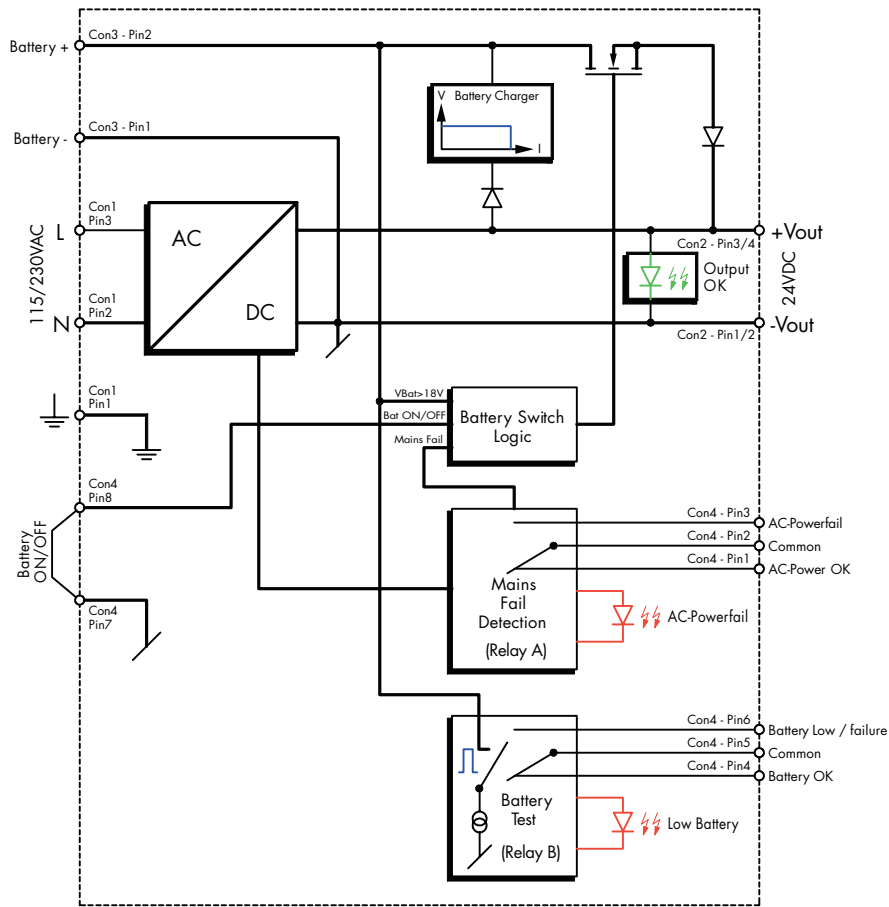 Con3 - Pin2
Battery +
V Battery Charger
I
Con3 - Pin1
Battery -
Con1
Pin3
L
AC
DC
+Vout
Con2 - Pin3/4
Output
OK
24VDC
115/230VAC
Con1
Pin2
N
-Vout
Con2 - Pin1/2
Con1
Pin1
VBat>18V
Bat ON/OFF
Mains Fail
Battery Switch
Logic
Con4
Pin8
Battery
ON/OFF
Con4
Pin7
Con4 - Pin3
AC-Powerfail
Con4 - Pin2
Common
Con4 - Pin1
AC-Power OK
Mains
Fail
Detection
(Relay A)
AC-Powerfail
Con4 - Pin6
Battery Low / failure
Con4 - Pin5
Common
Con4 - Pin4
Battery OK
Battery
Test
(Relay B)
Low Battery